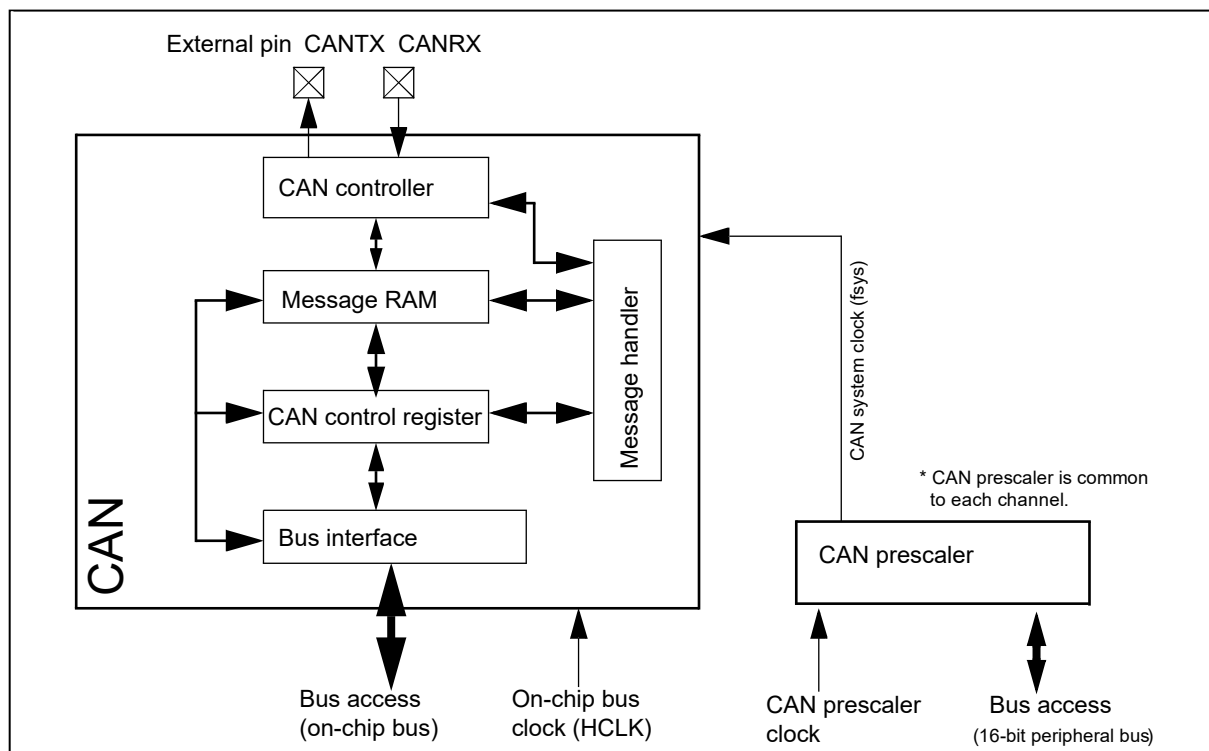 External pin CANTX CANRX
CAN controller
Message RAM
Message handler
CAN control register
Bus interface
CAN
CAN system clock (fsys)
* CAN prescaler is common
to each channel.
CAN prescaler
Bus access
(on-chip bus)
On-chip bus
clock (HCLK)
CAN prescaler
clock
Bus access
(16-bit peripheral bus)